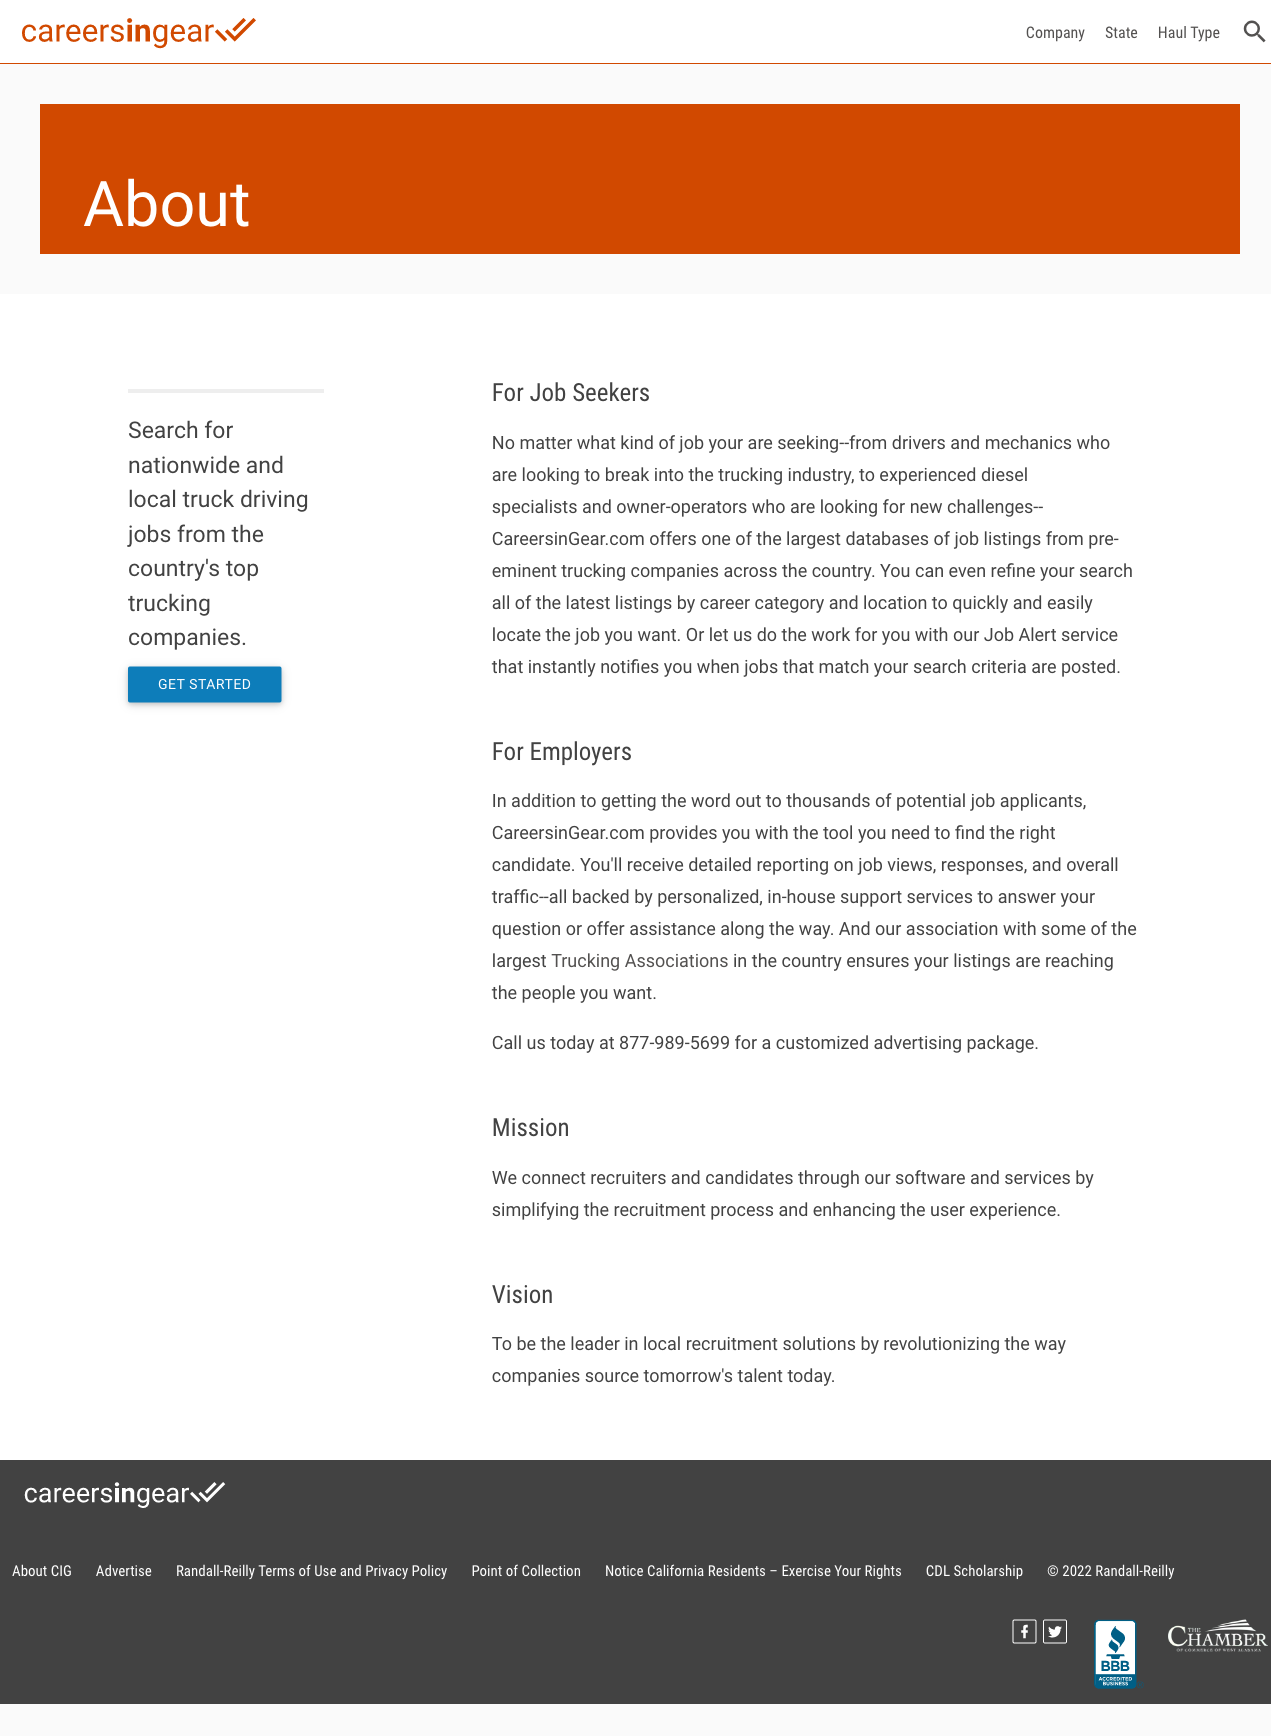 careersingear
Company State Haul Type
About
Search for
nationwide and
local truck driving
jobs from the
country's top
trucking
companies.
GET STARTED
For Job Seekers
No matter what kind of job your are seeking--from drivers and mechanics who
are looking to break into the trucking industry, to experienced diesel
specialists and owner-operators who are looking for new challenges--
CareersinGear.com offers one of the largest databases of job listings from pre-
eminent trucking companies across the country. You can even refine your search
all of the latest listings by career category and location to quickly and easily
locate the job you want. Or let us do the work for you with our Job Alert service
that instantly notifies you when jobs that match your search criteria are posted.
For Employers
In addition to getting the word out to thousands of potential job applicants,
CareersinGear.com provides you with the tool you need to find the right
candidate. You'll receive detailed reporting on job views, responses, and overall
traffic--all backed by personalized, in-house support services to answer your
question or offer assistance along the way. And our association with some of the
largest Trucking Associations in the country ensures your listings are reaching
the people you want.
Call us today at 877-989-5699 for a customized advertising package.
Mission
We connect recruiters and candidates through our software and services by
simplifying the recruitment process and enhancing the user experience.
Vision
To be the leader in local recruitment solutions by revolutionizing the way
companies source tomorrow's talent today.
careersingear
About CIG Advertise Randall-Reilly Terms of Use and Privacy Policy Point of Collection Notice California Residents – Exercise Your Rights CDL Scholarship © 2022 Randall-Reilly
BBB
ACCREDITED
BUSINESS
THE
CHAMBER
OF COMMERCE OF WEST ALABAMA